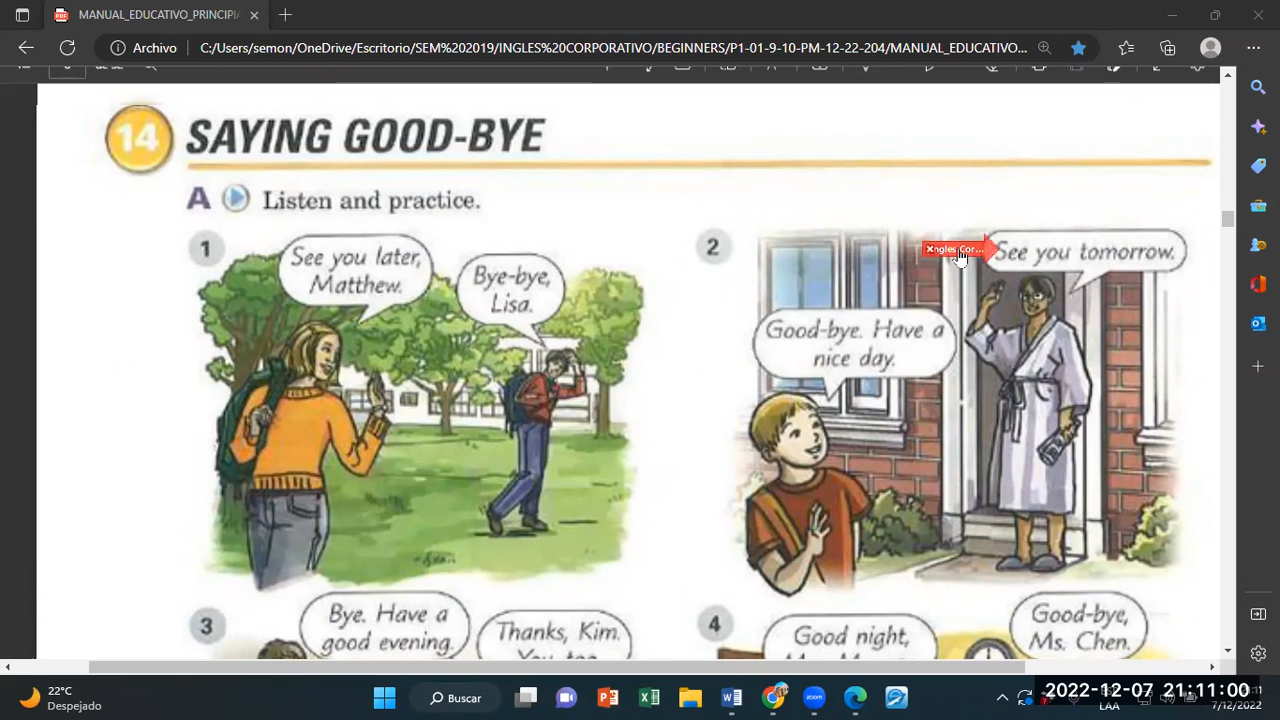 MANUAL_EDUCATIVO_PRINCIPI
Archivo
C:/Users/semon/OneDrive/Escritorio/SEM%202019/INGLES%20CORPORATIVO/BEGINNERS/P1-01-9-10-PM-12-22-204/MANUAL_EDUCATIVO...
14 SAYING GOOD-BYE
A Listen and practice.
1
See you later,
Matthew.
Bye-bye,
Lisa.
2
ngles Cor...
See you tomorrow.
Good-bye. Have a
nice day.
3
Bye. Have a
good evening.
Thanks, Kim.
4
Good night,
Good-bye,
Ms. Chen.
22°C
Despejado
Buscar
LAA
2022-12-07 21:11:00
7/12/2022